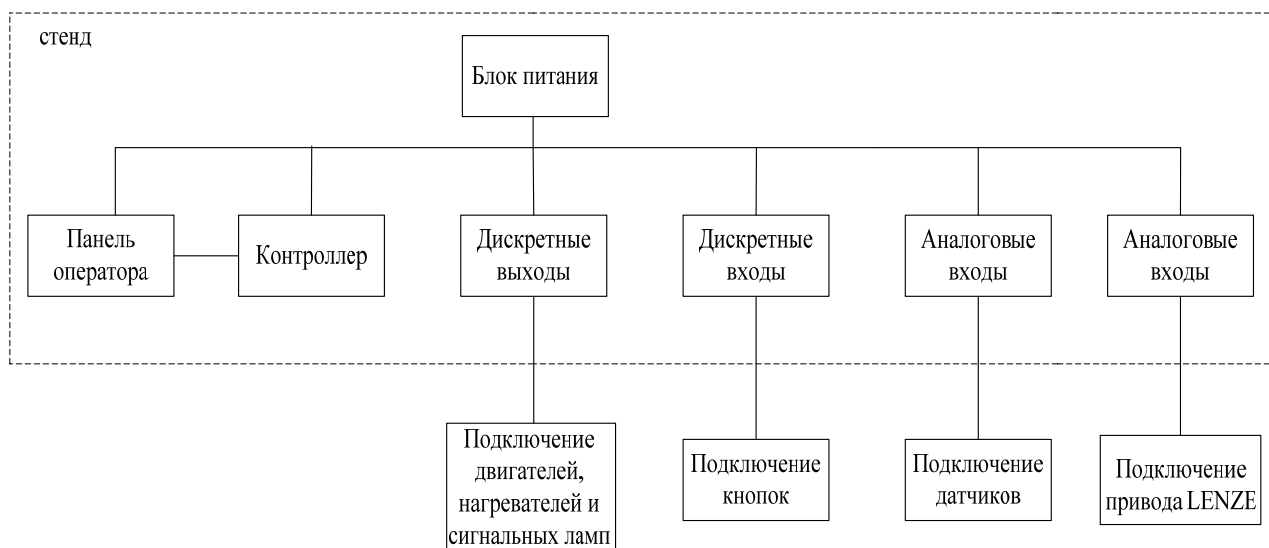 стенд
Блок питания
Панель
оператора
Контроллер
Дискретные
выходы
Дискретные
входы
Аналоговые
входы
Аналоговые
входы
Подключение
двигателей,
нагревателей и
сигнальных ламп
Подключение
кнопок
Подключение
датчиков
Подключение
привода LENZE